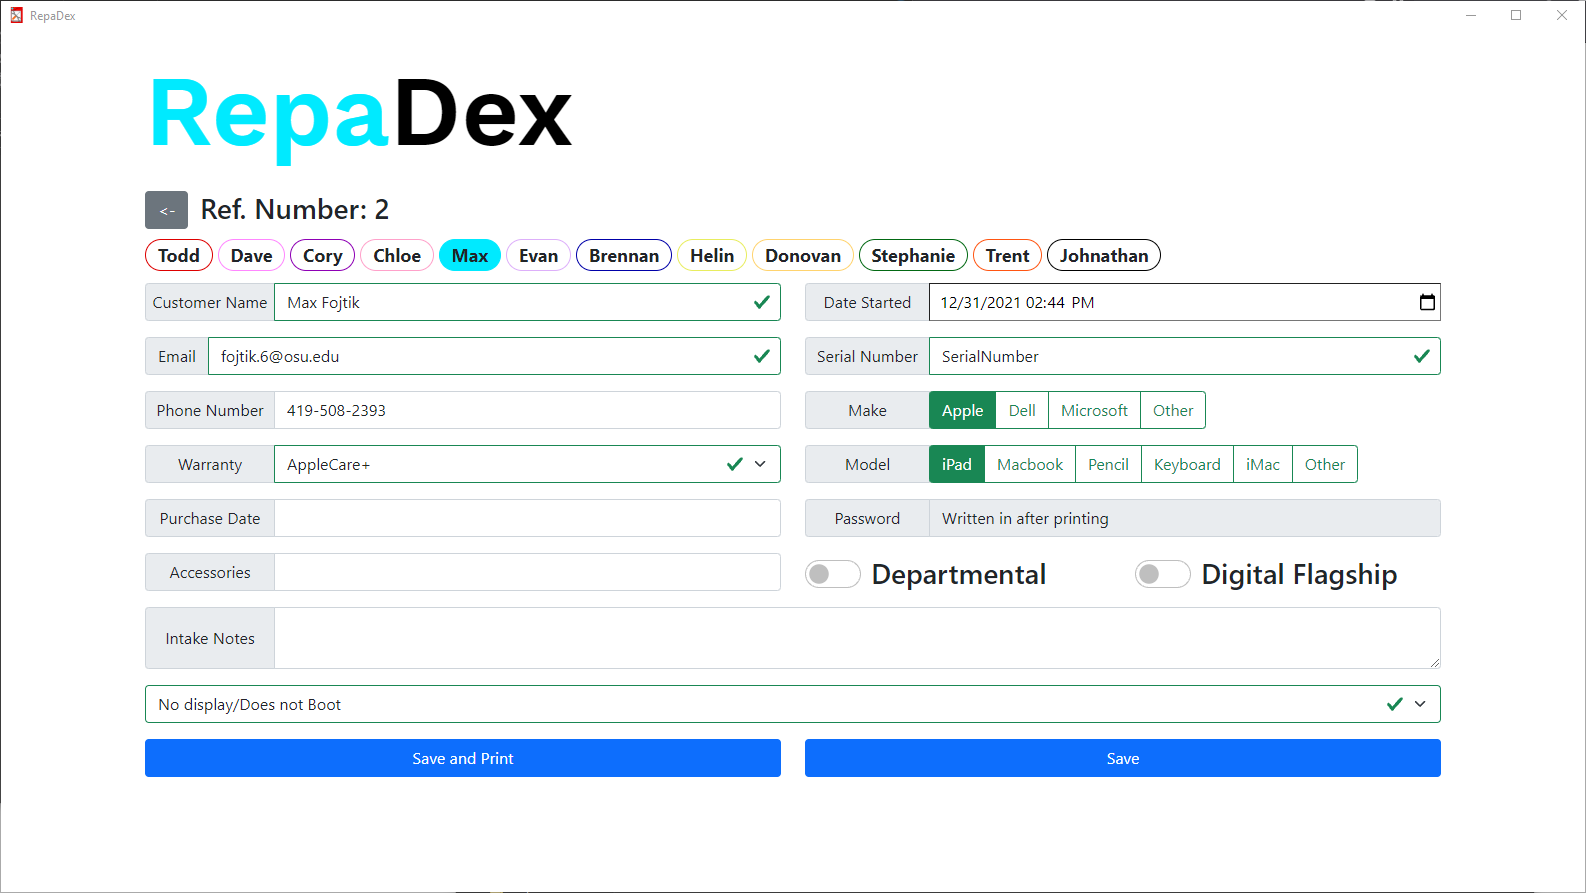 RepaDex
RepaDex
<- Ref. Number: 2
Todd Dave Cory Chloe Max Evan Brennan Helin Donovan Stephanie Trent Johnathan
Customer Name Max Fojtik
Date Started 12/31/2021 02:44 PM
Email fojtik.6@osu.edu
Serial Number SerialNumber
Phone Number 419-508-2393
Make Apple Dell Microsoft Other
Warranty AppleCare+
Model iPad Macbook Pencil Keyboard iMac Other
Purchase Date
Password Written in after printing
Accessories
Departmental Digital Flagship
Intake Notes
No display/Does not Boot
Save and Print Save